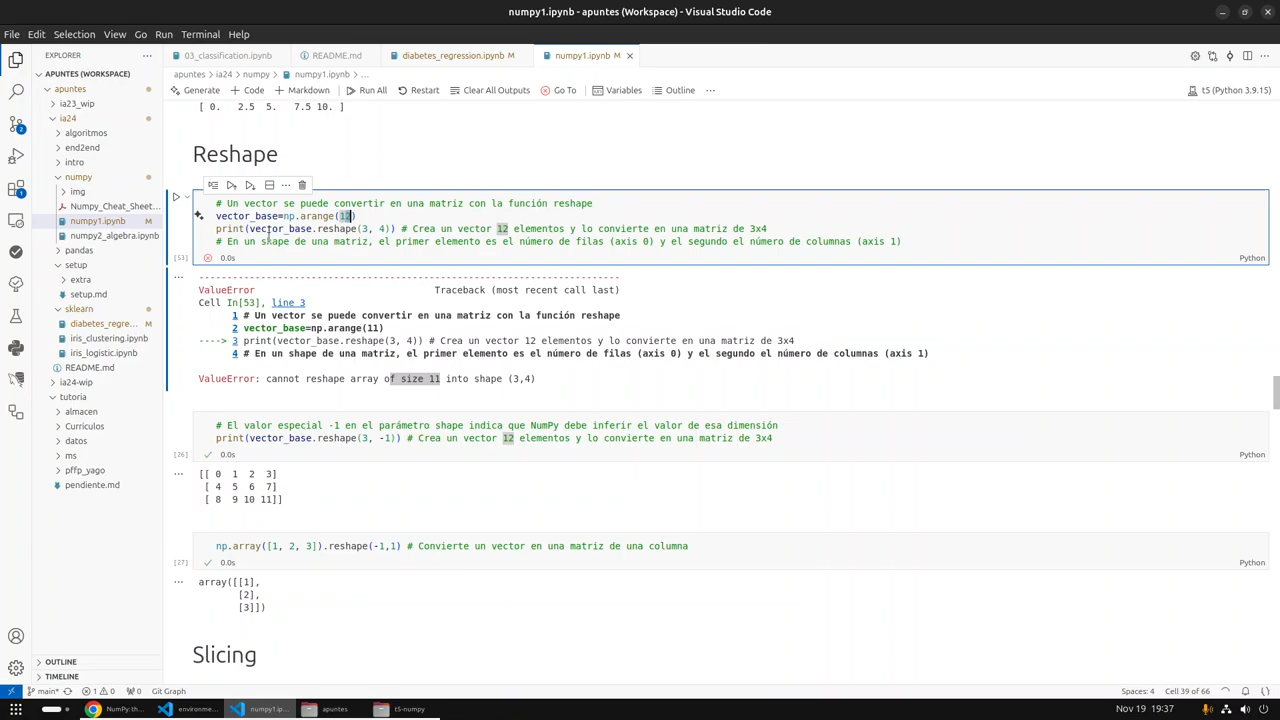 numpy1.ipynb - apuntes (Workspace) - Visual Studio Code
File Edit Selection View Go Run Terminal Help
EXPLORER
03_classification.ipynb README.md diabetes_regression.ipynb M numpy1.ipynb M
APUNTES (WORKSPACE)
apuntes
ia23_wip
ia24
algoritmos
end2end
intro
numpy
img
Numpy_Cheat_Sheet...
numpy1.ipynb M
numpy2_algebra.ipynb
pandas
setup
extra
setup.md
sklearn
diabetes_regre... M
iris_clustering.ipynb
iris_logistic.ipynb
README.md
ia24-wip
tutoria
almacen
Currículos
datos
ms
pffp_yago
pendiente.md
OUTLINE
TIMELINE
apuntes > ia24 > numpy > numpy1.ipynb > ...
Generate + Code + Markdown Run All Restart Clear All Outputs Go To Variables Outline ... t5 (Python 3.9.15)
[ 0. 2.5 5. 7.5 10. ]
Reshape
# Un vector se puede convertir en una matriz con la función reshape
vector_base=np.arange(12)
print(vector_base.reshape(3, 4)) # Crea un vector 12 elementos y lo convierte en una matriz de 3x4
# En un shape de una matriz, el primer elemento es el número de filas (axis 0) y el segundo el número de columnas (axis 1)
[53] 0.0s Python
---------------------------------------------------------------------------
ValueError Traceback (most recent call last)
Cell In[53], line 3
1 # Un vector se puede convertir en una matriz con la función reshape
2 vector_base=np.arange(11)
----> 3 print(vector_base.reshape(3, 4)) # Crea un vector 12 elementos y lo convierte en una matriz de 3x4
4 # En un shape de una matriz, el primer elemento es el número de filas (axis 0) y el segundo el número de columnas (axis 1)
ValueError: cannot reshape array of size 11 into shape (3,4)
# El valor especial -1 en el parámetro shape indica que NumPy debe inferir el valor de esa dimensión
print(vector_base.reshape(3, -1)) # Crea un vector 12 elementos y lo convierte en una matriz de 3x4
[26] 0.0s Python
[[ 0 1 2 3]
[ 4 5 6 7]
[ 8 9 10 11]]
np.array([1, 2, 3]).reshape(-1,1) # Convierte un vector en una matriz de una columna
[27] 0.0s Python
array([[1],
[2],
[3]])
Slicing
main* 1 0 0 Git Graph Spaces: 4 Cell 39 of 66
NumPy: th... environme... numpy1.ip... apuntes t5-numpy Nov 19 19:37